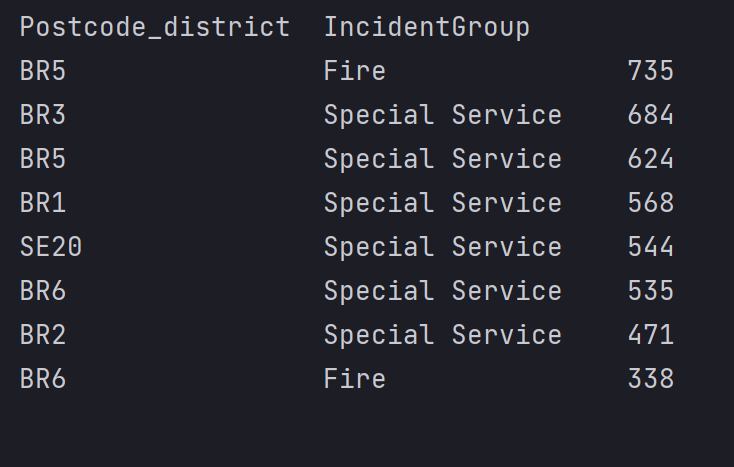 Postcode_district  IncidentGroup
BR5                Fire               735
BR3                Special Service    684
BR5                Special Service    624
BR1                Special Service    568
SE20               Special Service    544
BR6                Special Service    535
BR2                Special Service    471
BR6                Fire               338